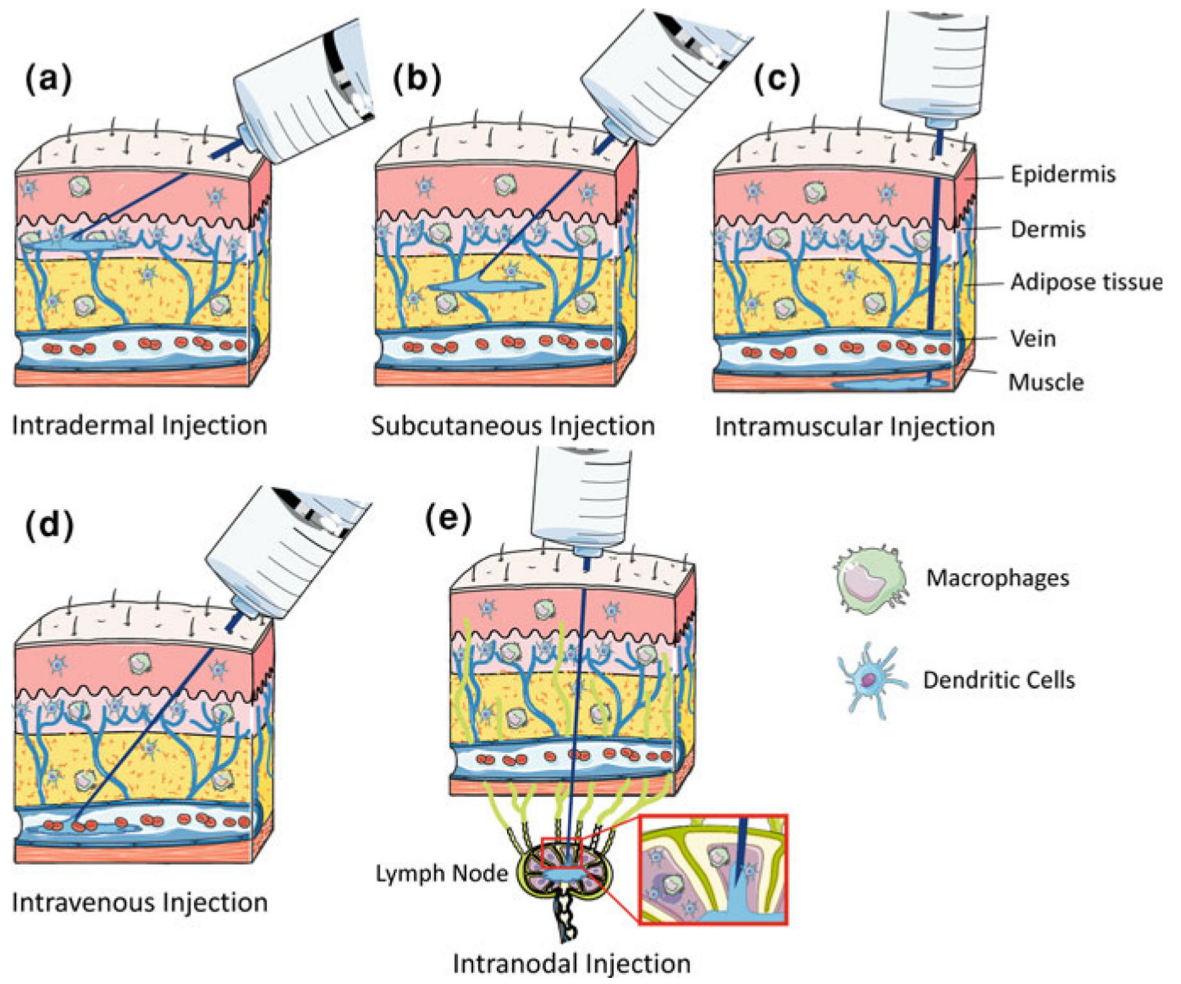 (a)
(b)
(c)
Epidermis
Dermis
Adipose tissue
Vein
Muscle
Intradermal Injection
Subcutaneous Injection
Intramuscular Injection
(d)
(e)
Macrophages
Dendritic Cells
Lymph Node
Intravenous Injection
Intranodal Injection